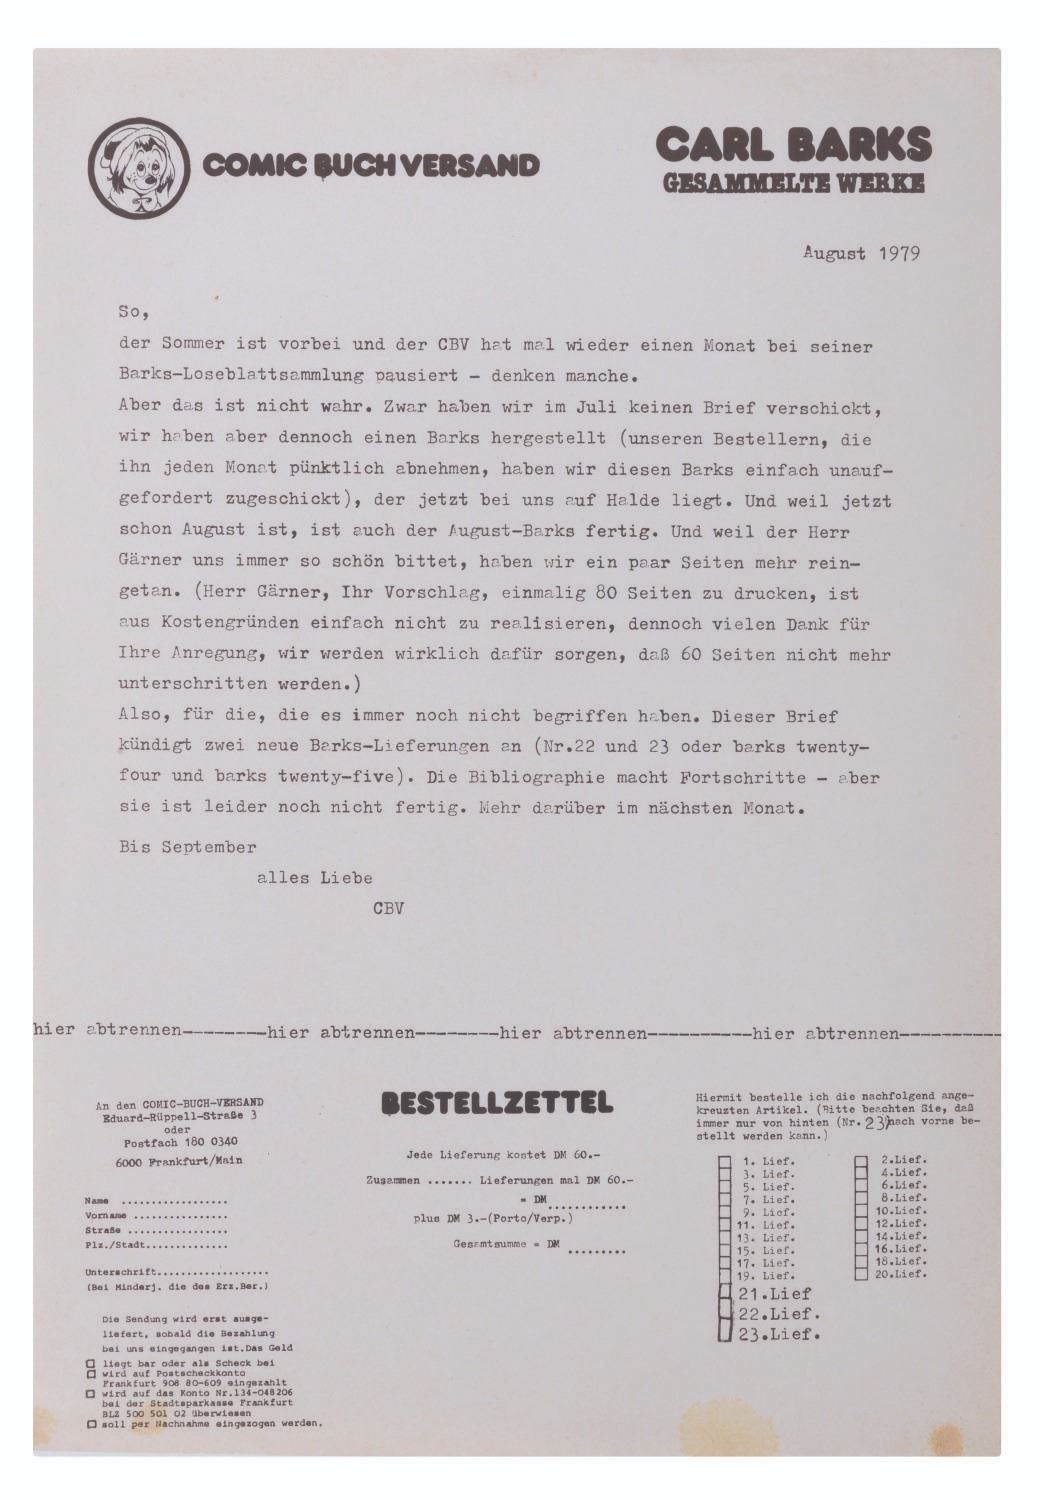 COMIC BUCH VERSAND
CARL BARKS
GESAMMELTE WERKE
August 1979
So,
der Sommer ist vorbei und der CBV hat mal wieder einen Monat bei seiner
Barks-Loseblattsammlung pausiert - denken manche.
Aber das ist nicht wahr. Zwar haben wir im Juli keinen Brief verschickt,
wir haben aber dennoch einen Barks hergestellt (unseren Bestellern, die
ihn jeden Monat pünktlich abnehmen, haben wir diesen Barks einfach unauf-
gefordert zugeschickt), der jetzt bei uns auf Halde liegt. Und weil jetzt
schon August ist, ist auch der August-Barks fertig. Und weil der Herr
Gärner uns immer so schön bittet, haben wir ein paar Seiten mehr rein-
getan. (Herr Gärner, Ihr Vorschlag, einmalig 80 Seiten zu drucken, ist
aus Kostengründen einfach nicht zu realisieren, dennoch vielen Dank für
Ihre Anregung, wir werden wirklich dafür sorgen, daß 60 Seiten nicht mehr
unterschritten werden.)
Also, für die, die es immer noch nicht begriffen haben. Dieser Brief
kündigt zwei neue Barks-Lieferungen an (Nr.22 und 23 oder barks twenty-
four und barks twenty-five). Die Bibliographie macht Fortschritte - aber
sie ist leider noch nicht fertig. Mehr darüber im nächsten Monat.
Bis September
alles Liebe
CBV
hier abtrennen--------hier abtrennen--------hier abtrennen----------hier abtrennen----------
An den COMIC-BUCH-VERSAND
Eduard-Rüppell-Straße 3
oder
Postfach 180 0340
6000 Frankfurt/Main
Name ..................
Vorname ................
Straße .................
Plz./Stadt..............
Unterschrift...................
(Bei Minderj. die des Erz.Ber.)
Die Sendung wird erst ausge-
liefert, sobald die Bezahlung
bei uns eingegangen ist.Das Geld
liegt bar oder als Scheck bei
wird auf Postscheckkonto
Frankfurt 908 80-609 eingezahlt
wird auf das Konto Nr.134-048206
bei der Stadtsparkasse Frankfurt
BLZ 500 501 02 überwiesen
soll per Nachnahme eingezogen werden.
BESTELLZETTEL
Jede Lieferung kostet DM 60.-
Zusammen ....... Lieferungen mal DM 60.-
= DM ............
plus DM 3.-(Porto/Verp.)
Gesamtsumme = DM .........
Hiermit bestelle ich die nachfolgend ange-
kreuzten Artikel. (Bitte beachten Sie, daß
immer nur von hinten (Nr. 23) nach vorne be-
stellt werden kann.)
1. Lief.
3. Lief.
5. Lief.
7. Lief.
9. Lief.
11. Lief.
13. Lief.
15. Lief.
17. Lief.
19. Lief.
21.Lief
22.Lief.
23.Lief.
2.Lief.
4.Lief.
6.Lief.
8.Lief.
10.Lief.
12.Lief.
14.Lief.
16.Lief.
18.Lief.
20.Lief.